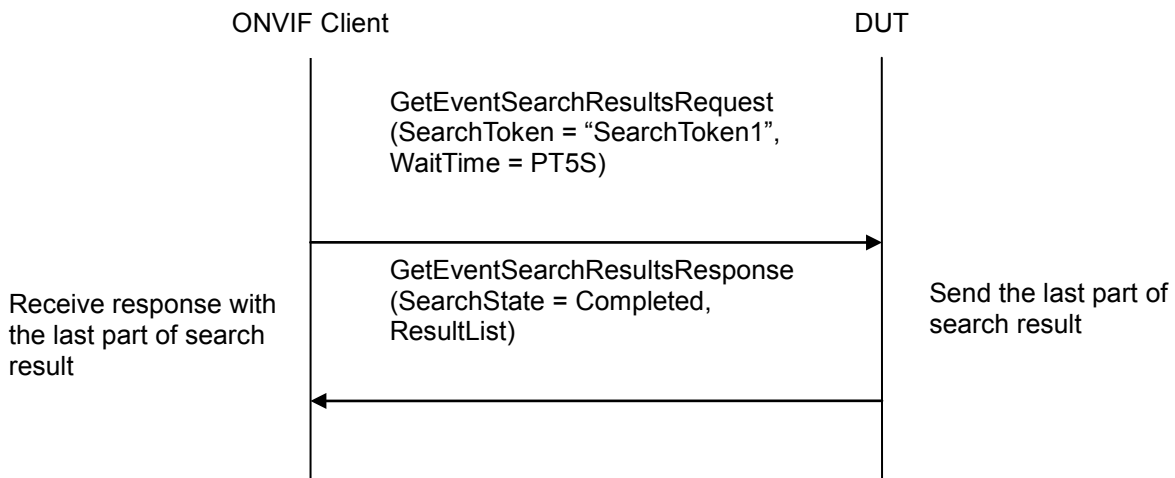 ONVIF Client
DUT
GetEventSearchResultsRequest
(SearchToken = “SearchToken1”,
WaitTime = PT5S)
GetEventSearchResultsResponse
(SearchState = Completed,
ResultList)
Receive response with
the last part of search
result
Send the last part of
search result